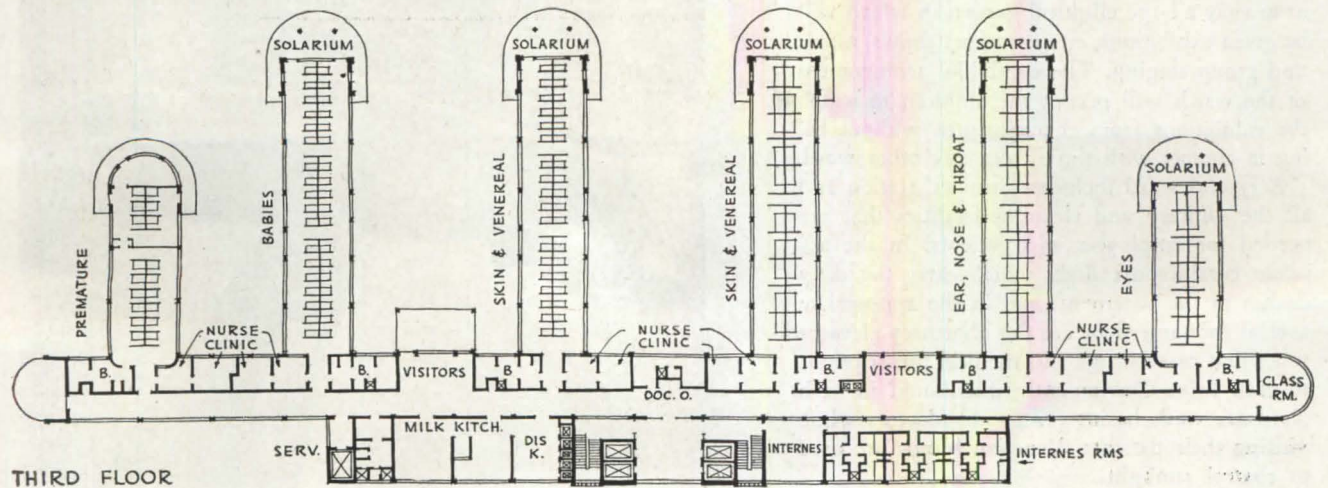 SOLARIUM
SOLARIUM
SOLARIUM
SOLARIUM
SOLARIUM
PREMATURE
BABIES
SKIN & VENEREAL
SKIN & VENEREAL
EAR, NOSE & THROAT
EYES
NURSE
CLINIC
NURSE
CLINIC
NURSE
CLINIC
B.
B.
VISITORS
B.
DOC. O.
B.
VISITORS
B.
B.
CLASS
RM.
SERV.
MILK KITCH.
DIS
K.
INTERNES
INTERNES RMS
THIRD FLOOR